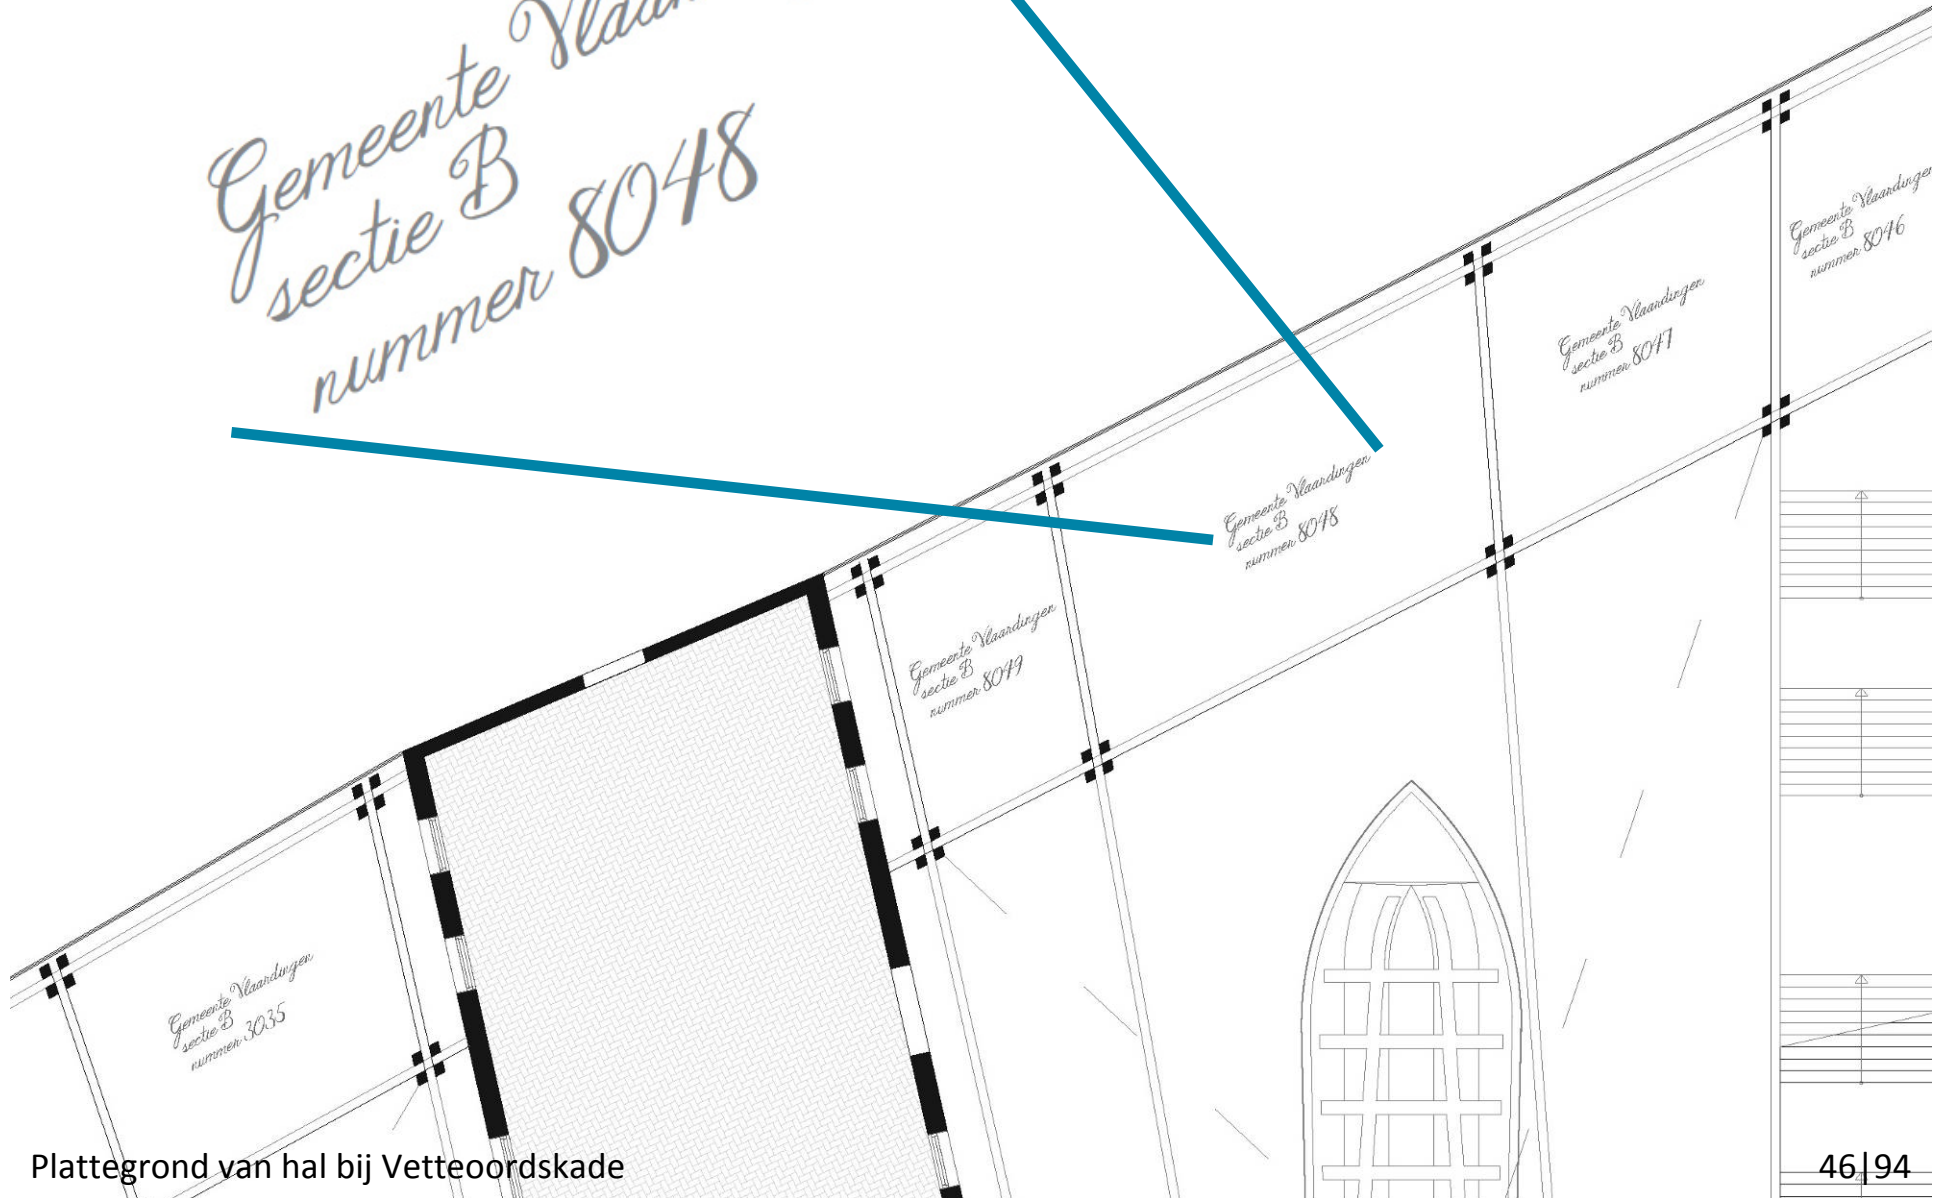 Gemeente
sectie B
nummer 8048
Gemeente Vlaardingen
sectie B
nummer 8046
Gemeente Vlaardingen
sectie B
nummer 8047
Gemeente Vlaardingen
sectie B
nummer 8048
Gemeente Vlaardingen
sectie B
nummer 8049
Gemeente Vlaardingen
sectie B
nummer 3035
Plattegrond van hal bij Vetteoordskade
46|94